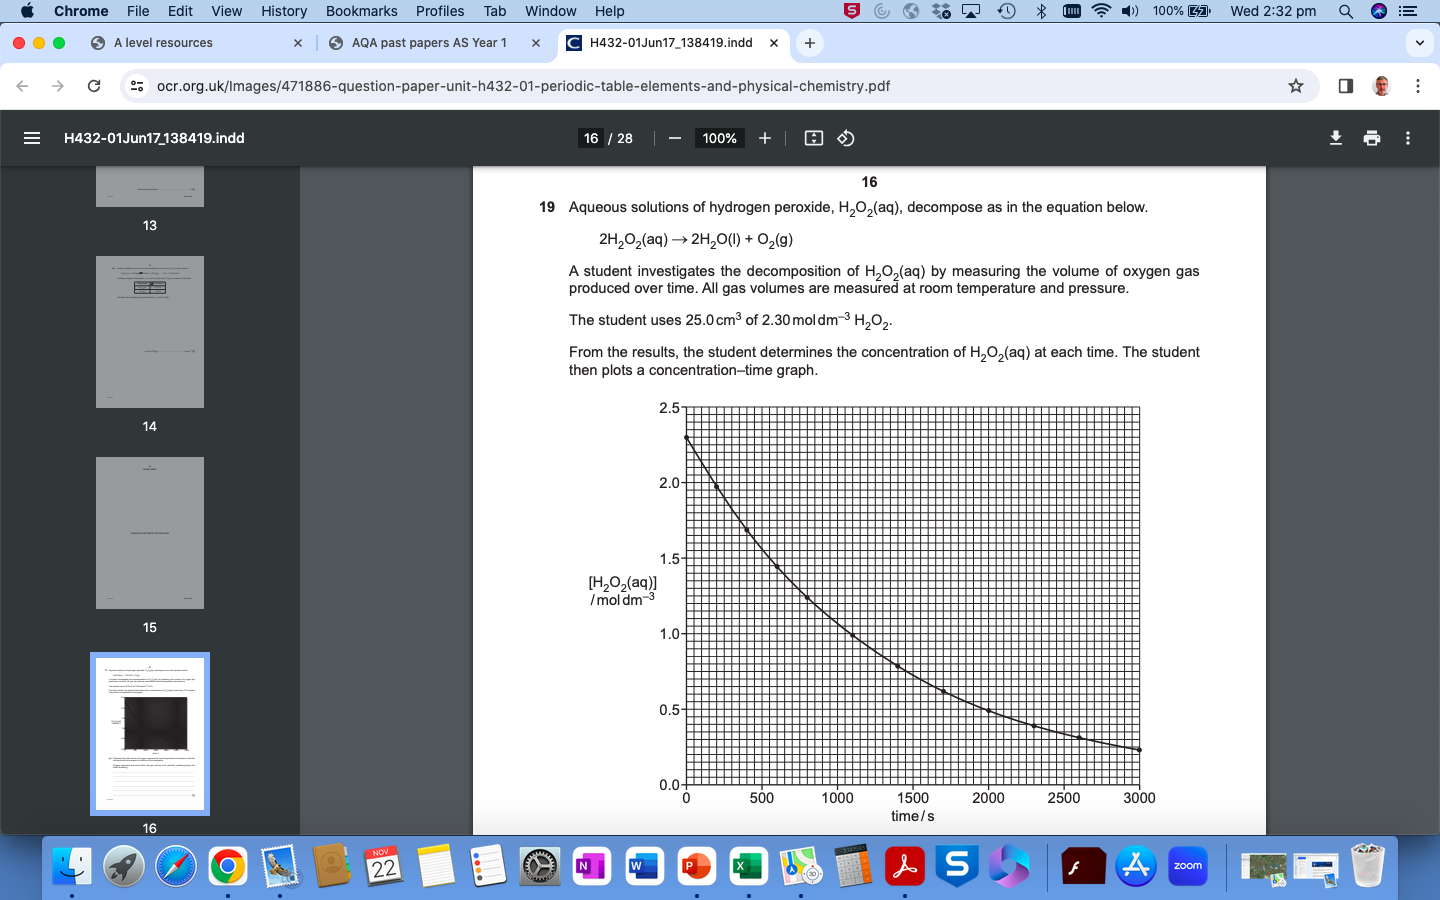 Chrome File Edit View History Bookmarks Profiles Tab Window Help 100% Wed 2:32 pm
A level resources AQA past papers AS Year 1 H432-01Jun17_138419.indd
ocr.org.uk/Images/471886-question-paper-unit-h432-01-periodic-table-elements-and-physical-chemistry.pdf
H432-01Jun17_138419.indd 16 / 28 100%
13
14
15
16
16
19 Aqueous solutions of hydrogen peroxide, H₂O₂(aq), decompose as in the equation below.
2H₂O₂(aq) → 2H₂O(l) + O₂(g)
A student investigates the decomposition of H₂O₂(aq) by measuring the volume of oxygen gas
produced over time. All gas volumes are measured at room temperature and pressure.
The student uses 25.0 cm³ of 2.30 mol dm⁻³ H₂O₂.
From the results, the student determines the concentration of H₂O₂(aq) at each time. The student
then plots a concentration–time graph.
2.5
2.0
1.5
[H₂O₂(aq)]
/ mol dm⁻³
1.0
0.5
0.0
0 500 1000 1500 2000 2500 3000
time / s
NOV
22
N W P X A 3D S f zoom